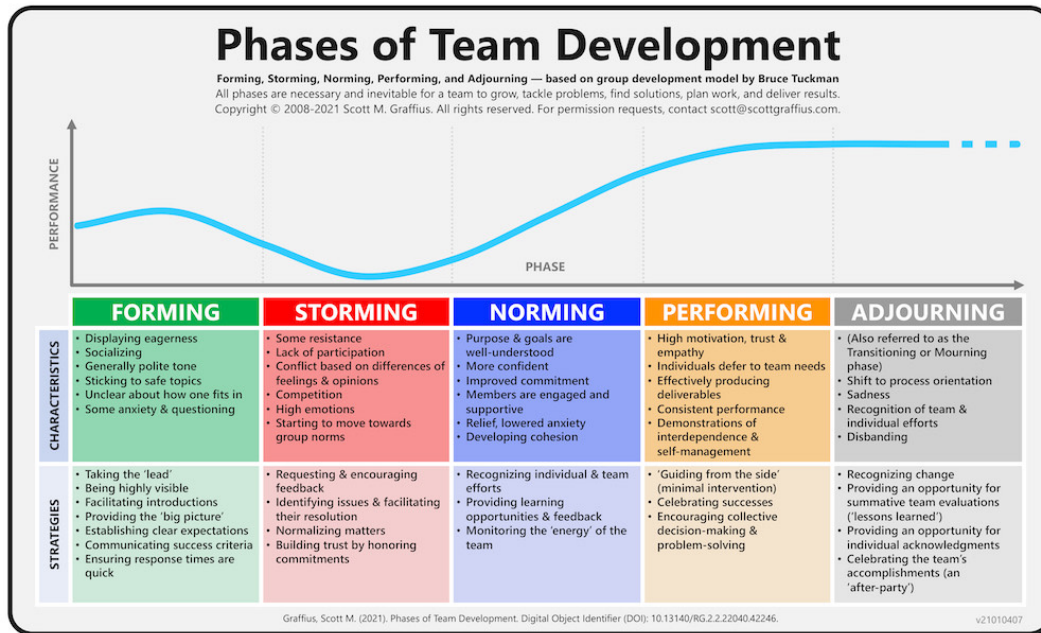 Phases of Team Development
Forming, Storming, Norming, Performing, and Adjourning — based on group development model by Bruce Tuckman
All phases are necessary and inevitable for a team to grow, tackle problems, find solutions, plan work, and deliver results.
Copyright © 2008-2021 Scott M. Graffius. All rights reserved. For permission requests, contact scott@scottgraffius.com.
PERFORMANCE
PHASE
FORMING
STORMING
NORMING
PERFORMING
ADJOURNING
CHARACTERISTICS
• Displaying eagerness
• Socializing
• Generally polite tone
• Sticking to safe topics
• Unclear about how one fits in
• Some anxiety & questioning
• Some resistance
• Lack of participation
• Conflict based on differences of
feelings & opinions
• Competition
• High emotions
• Starting to move towards
group norms
• Purpose & goals are
well-understood
• More confident
• Improved commitment
• Members are engaged and
supportive
• Relief, lowered anxiety
• Developing cohesion
• High motivation, trust &
empathy
• Individuals defer to team needs
• Effectively producing
deliverables
• Consistent performance
• Demonstrations of
interdependence &
self-management
• (Also referred to as the
Transitioning or Mourning
phase)
• Shift to process orientation
• Sadness
• Recognition of team &
individual efforts
• Disbanding
STRATEGIES
• Taking the ‘lead’
• Being highly visible
• Facilitating introductions
• Providing the ‘big picture’
• Establishing clear expectations
• Communicating success criteria
• Ensuring response times are
quick
• Requesting & encouraging
feedback
• Identifying issues & facilitating
their resolution
• Normalizing matters
• Building trust by honoring
commitments
• Recognizing individual & team
efforts
• Providing learning
opportunities & feedback
• Monitoring the ‘energy’ of the
team
• ‘Guiding from the side’
(minimal intervention)
• Celebrating successes
• Encouraging collective
decision-making &
problem-solving
• Recognizing change
• Providing an opportunity for
summative team evaluations
(‘lessons learned’)
• Providing an opportunity for
individual acknowledgments
• Celebrating the team’s
accomplishments (an
‘after-party’)
Graffius, Scott M. (2021). Phases of Team Development. Digital Object Identifier (DOI): 10.13140/RG.2.2.22040.42246.
v21010407